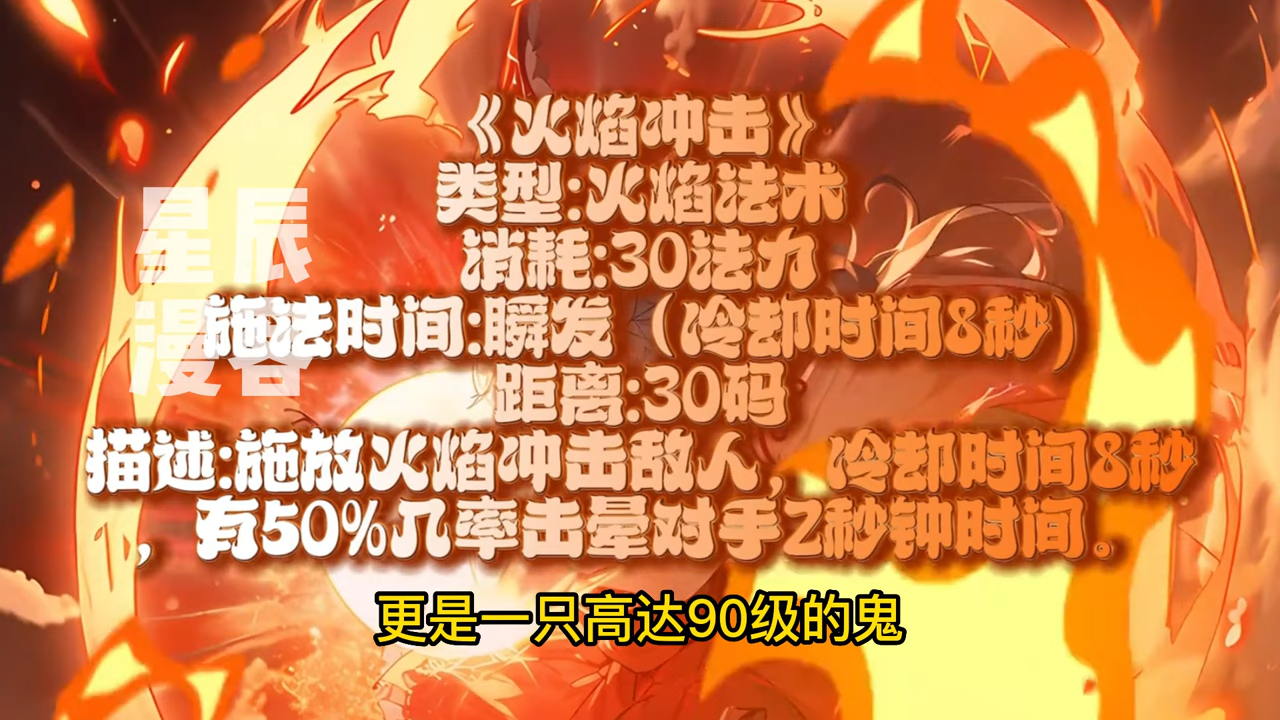 《火焰冲击》
类型:火焰法术
消耗:30法力
施法时间:瞬发（冷却时间8秒)
距离:30码
描述:施放火焰冲击敌人，冷却时间8秒
，有50%几率击晕对手2秒钟时间。
星辰
漫谷
更是一只高达90级的鬼